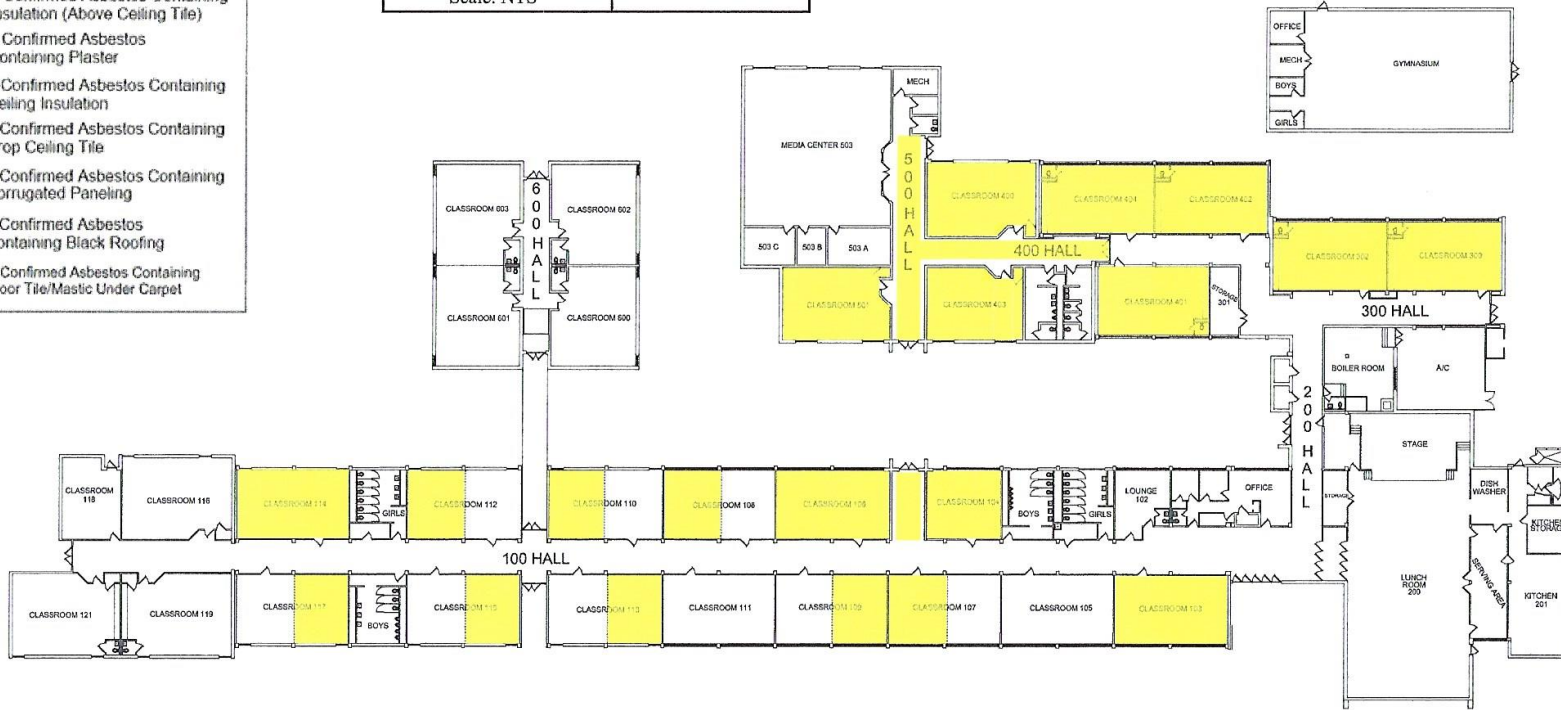 nsulation (Above Ceiling Tile)
Confirmed Asbestos
ontaining Plaster
Confirmed Asbestos Containing
eiling Insulation
Confirmed Asbestos Containing
rop Ceiling Tile
Confirmed Asbestos Containing
orrugated Paneling
Confirmed Asbestos
ontaining Black Roofing
Confirmed Asbestos Containing
oor Tile/Mastic Under Carpet
Scale: NTS
OFFICE
MECH
BOYS
GIRLS
GYMNASIUM
MECH
MEDIA CENTER 503
503 C
503 B
503 A
500 HALL
CLASSROOM 400
CLASSROOM 404
CLASSROOM 402
400 HALL
CLASSROOM 501
CLASSROOM 403
CLASSROOM 401
STORAGE
301
CLASSROOM 302
CLASSROOM 303
300 HALL
CLASSROOM 603
600 HALL
CLASSROOM 602
CLASSROOM 601
CLASSROOM 600
BOILER ROOM
A/C
200 HALL
STAGE
CLASSROOM
118
CLASSROOM 116
CLASSROOM 114
GIRLS
CLASSROOM 112
CLASSROOM 110
CLASSROOM 108
CLASSROOM 106
CLASSROOM 104
BOYS
GIRLS
LOUNGE
102
OFFICE
STORAGE
DISH
WASHER
KITCHEN
STORAGE
100 HALL
CLASSROOM 121
CLASSROOM 119
CLASSROOM 117
BOYS
CLASSROOM 115
CLASSROOM 113
CLASSROOM 111
CLASSROOM 109
CLASSROOM 107
CLASSROOM 105
CLASSROOM 103
LUNCH
ROOM
200
SERVING AREA
KITCHEN
201